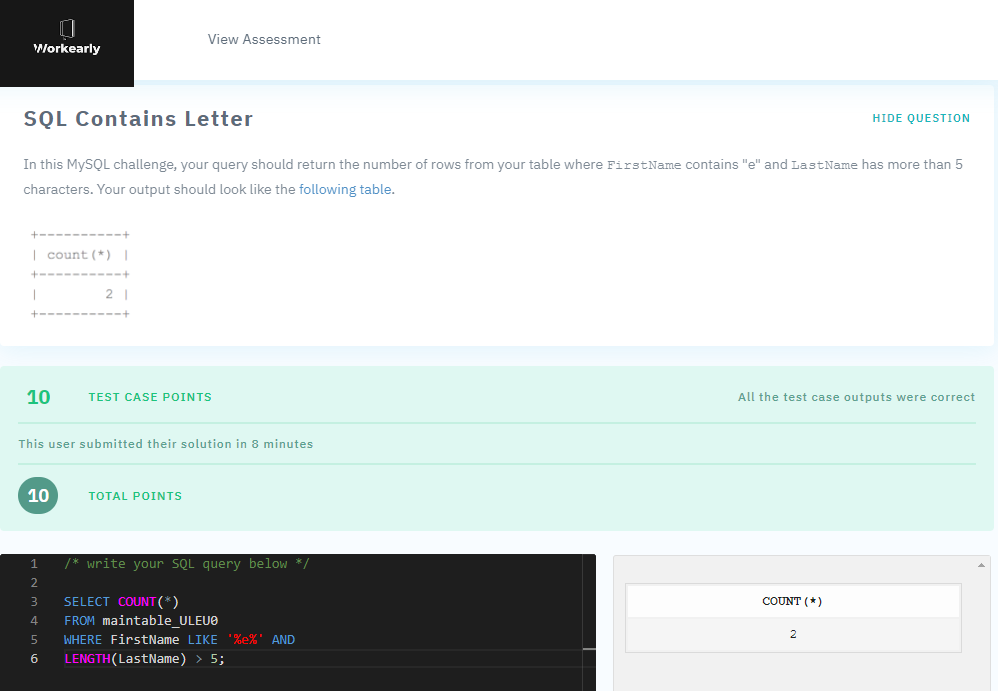 Workearly
View Assessment
SQL Contains Letter
HIDE QUESTION
In this MySQL challenge, your query should return the number of rows from your table where FirstName contains "e" and LastName has more than 5
characters. Your output should look like the following table.
+----------+
| count(*) |
+----------+
|        2 |
+----------+
10 TEST CASE POINTS
All the test case outputs were correct
This user submitted their solution in 8 minutes
10 TOTAL POINTS
1 /* write your SQL query below */
2
3 SELECT COUNT(*)
4 FROM maintable_ULEU0
5 WHERE FirstName LIKE '%e%' AND
6 LENGTH(LastName) > 5;
COUNT(*)
2